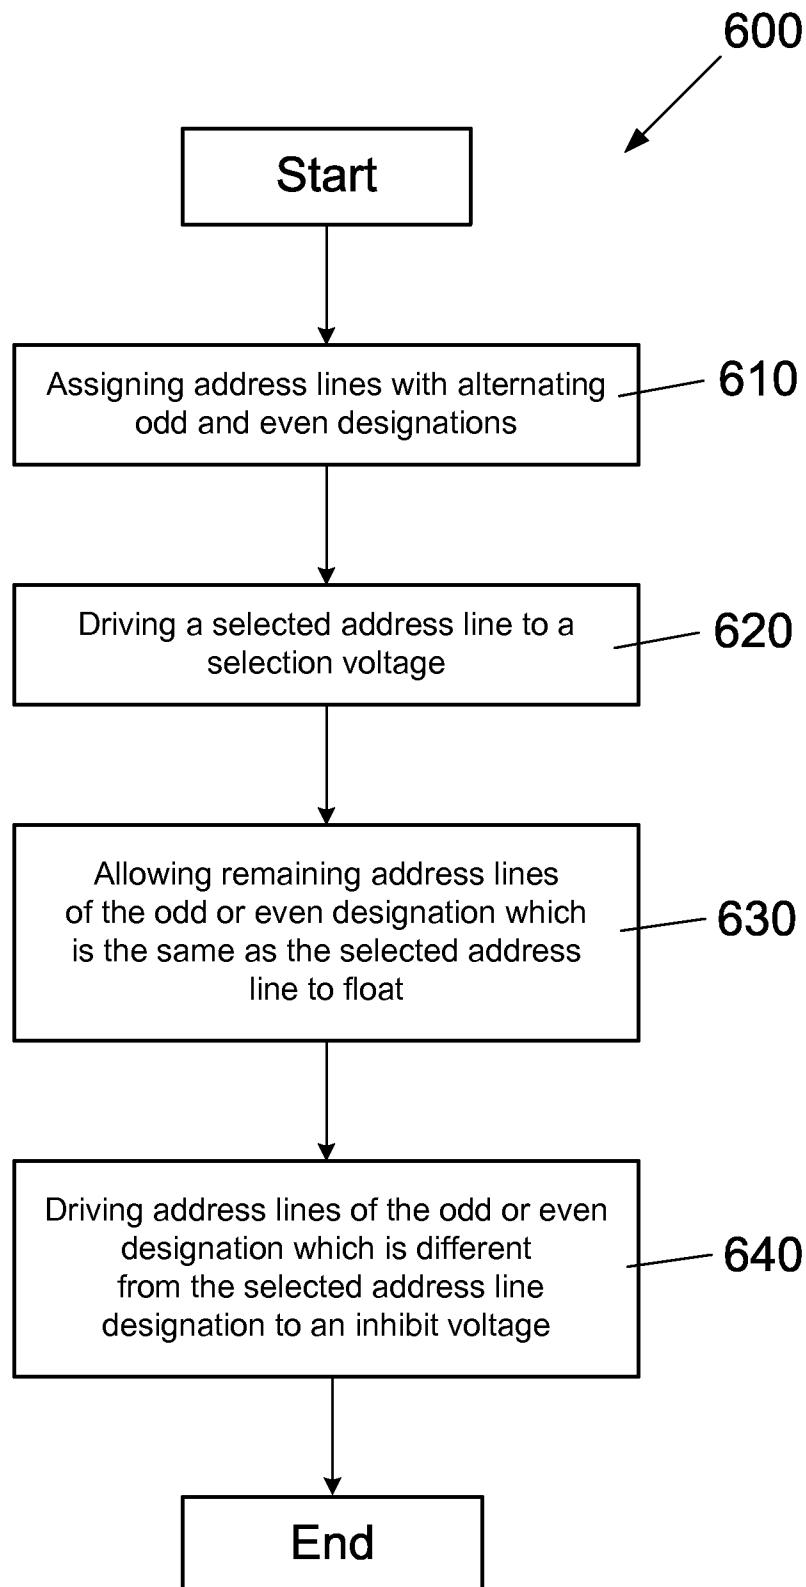 600
Start
Assigning address lines with alternating
odd and even designations
610
Driving a selected address line to a
selection voltage
620
Allowing remaining address lines
of the odd or even designation which
is the same as the selected address
line to float
630
Driving address lines of the odd or even
designation which is different
from the selected address line
designation to an inhibit voltage
640
End